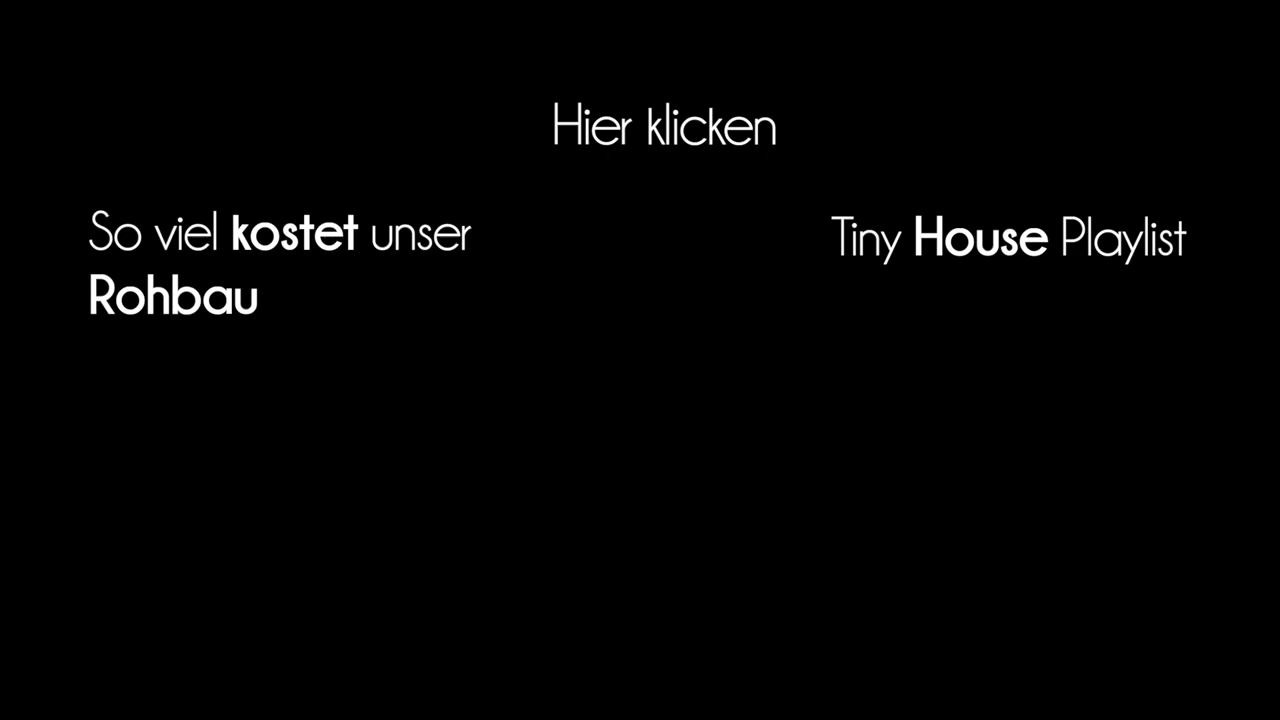 Hier klicken
So viel kostet unser
Rohbau
Tiny House Playlist